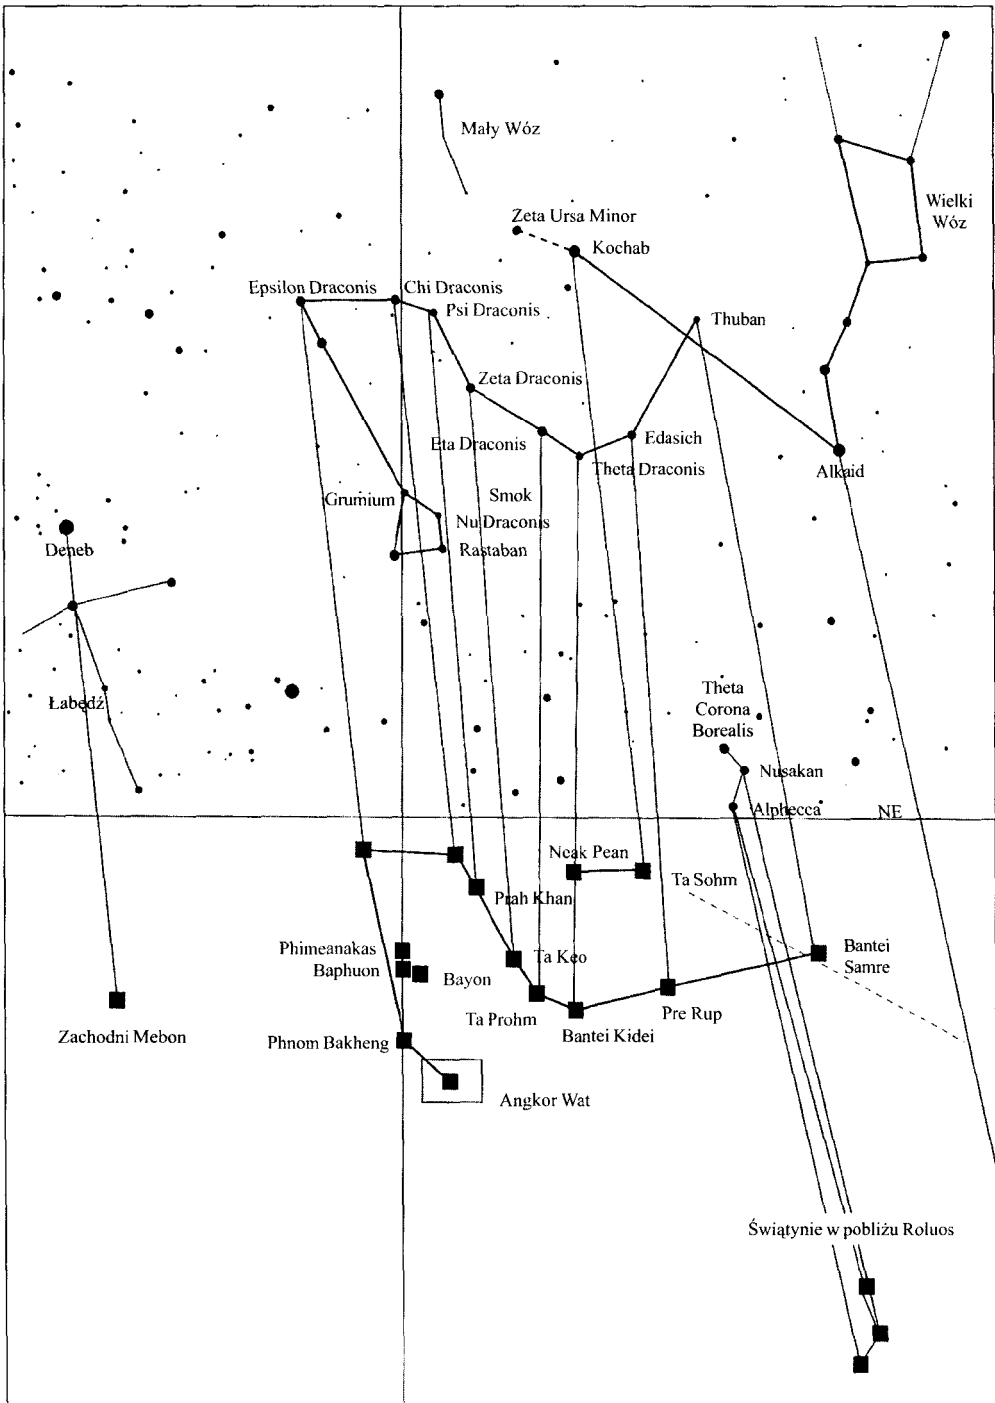 Mały Wóz
Wielki
Wóz
Zeta Ursa Minor
Kochab
Epsilon Draconis
Chi Draconis
Psi Draconis
Thuban
Zeta Draconis
Eta Draconis
Edasich
Theta Draconis
Alkaid
Grumium
Smok
Nu Draconis
Rastaban
Deneb
Łabędź
Theta
Corona
Borealis
Nusakan
Alphecca
NE
Neak Pean
Ta Sohm
Prah Khan
Phimeanakas
Baphuon
Bayon
Ta Keo
Bantei
Samre
Zachodni Mebon
Ta Prohm
Pre Rup
Phnom Bakheng
Bantei Kidei
Angkor Wat
Świątynie w pobliżu Roluos